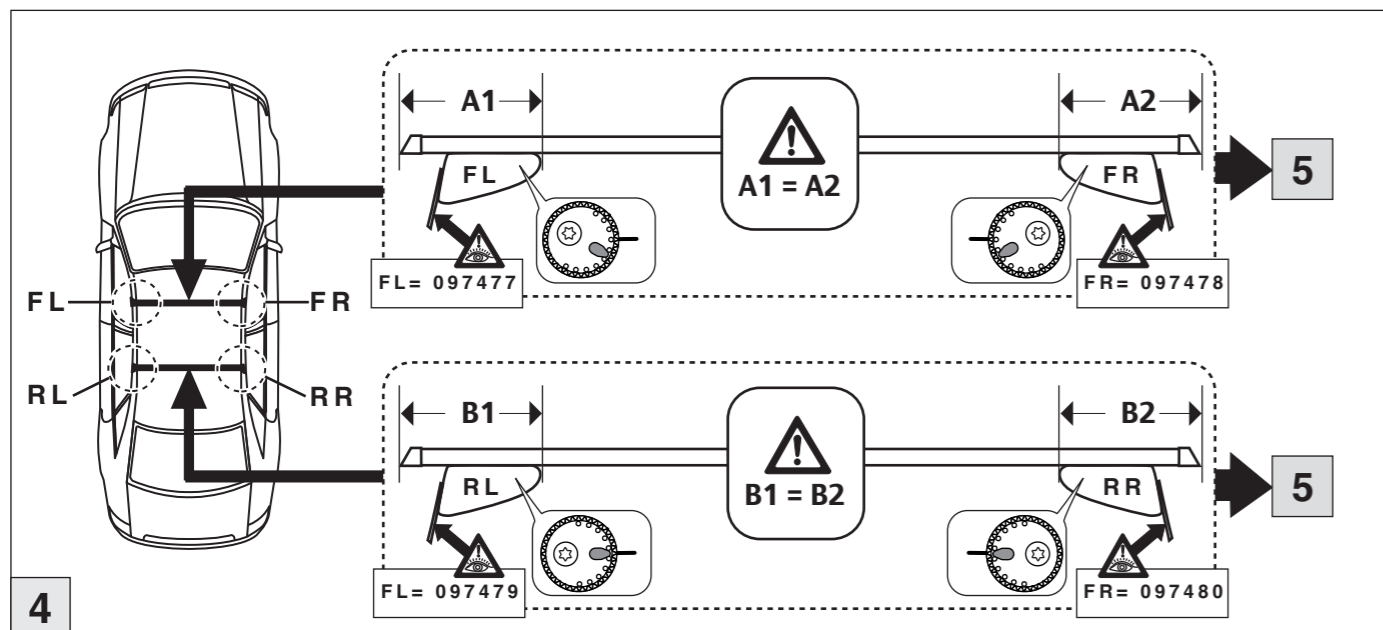 A1
A2
FL
FR
A1 = A2
5
FL= 097477
FR= 097478
FL
FR
RL
RR
B1
B2
RL
RR
B1 = B2
5
FL= 097479
FR= 097480
4